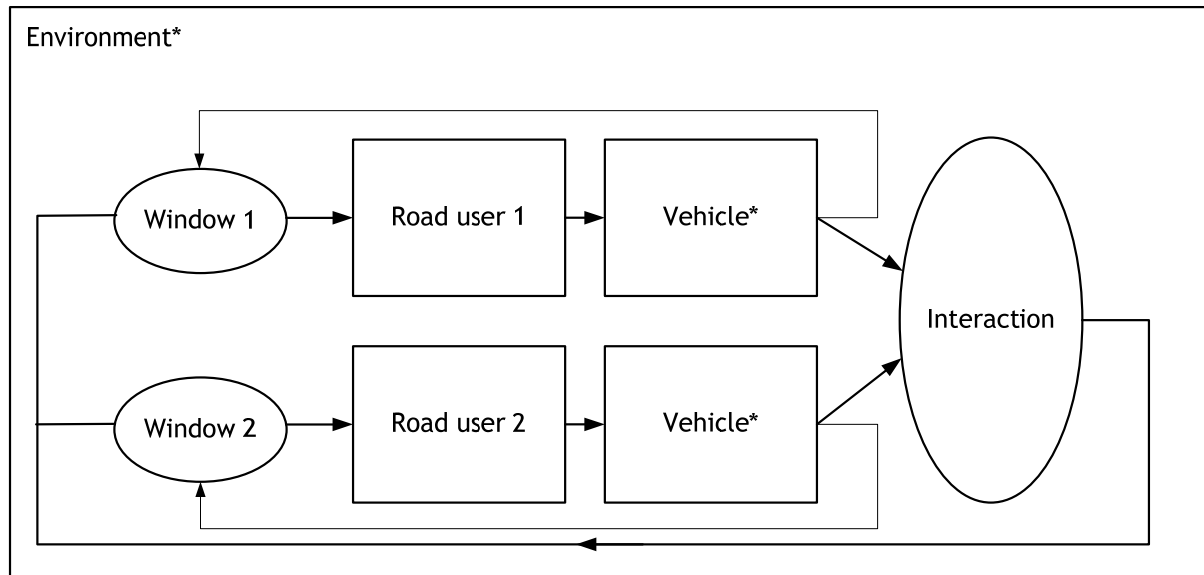 Environment*
Window 1
Road user 1
Vehicle*
Interaction
Window 2
Road user 2
Vehicle*